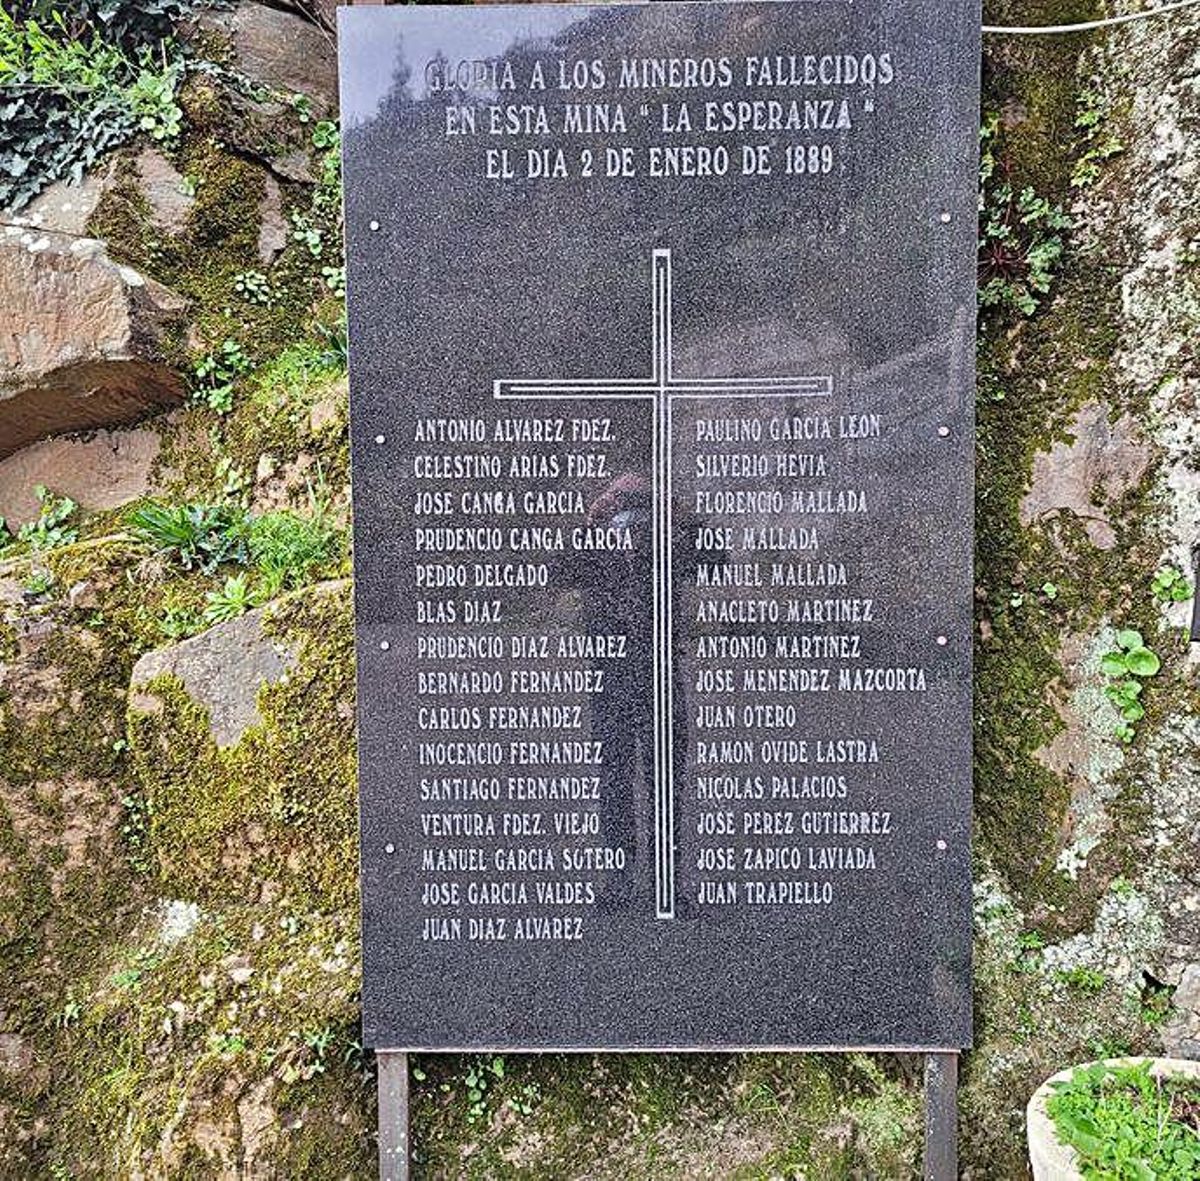 GLORIA A LOS MINEROS FALLECIDOS
EN ESTA MINA " LA ESPERANZA "
EL DIA 2 DE ENERO DE 1889
ANTONIO ALVAREZ FDEZ.
CELESTINO ARIAS FDEZ.
JOSE CANGA GARCIA
PRUDENCIO CANGA GARCIA
PEDRO DELGADO
BLAS DIAZ
PRUDENCIO DIAZ ALVAREZ
BERNARDO FERNANDEZ
CARLOS FERNANDEZ
INOCENCIO FERNANDEZ
SANTIAGO FERNANDEZ
VENTURA FDEZ. VIEJO
MANUEL GARCIA SOTERO
JOSE GARCIA VALDES
JUAN DIAZ ALVAREZ
PAULINO GARCIA LEON
SILVERIO HEVIA
FLORENCIO MALLADA
JOSE MALLADA
MANUEL MALLADA
ANACLETO MARTINEZ
ANTONIO MARTINEZ
JOSE MENENDEZ MAZCORTA
JUAN OTERO
RAMON OVIDE LASTRA
NICOLAS PALACIOS
JOSE PEREZ GUTIERREZ
JOSE ZAPICO LAVIADA
JUAN TRAPIELLO